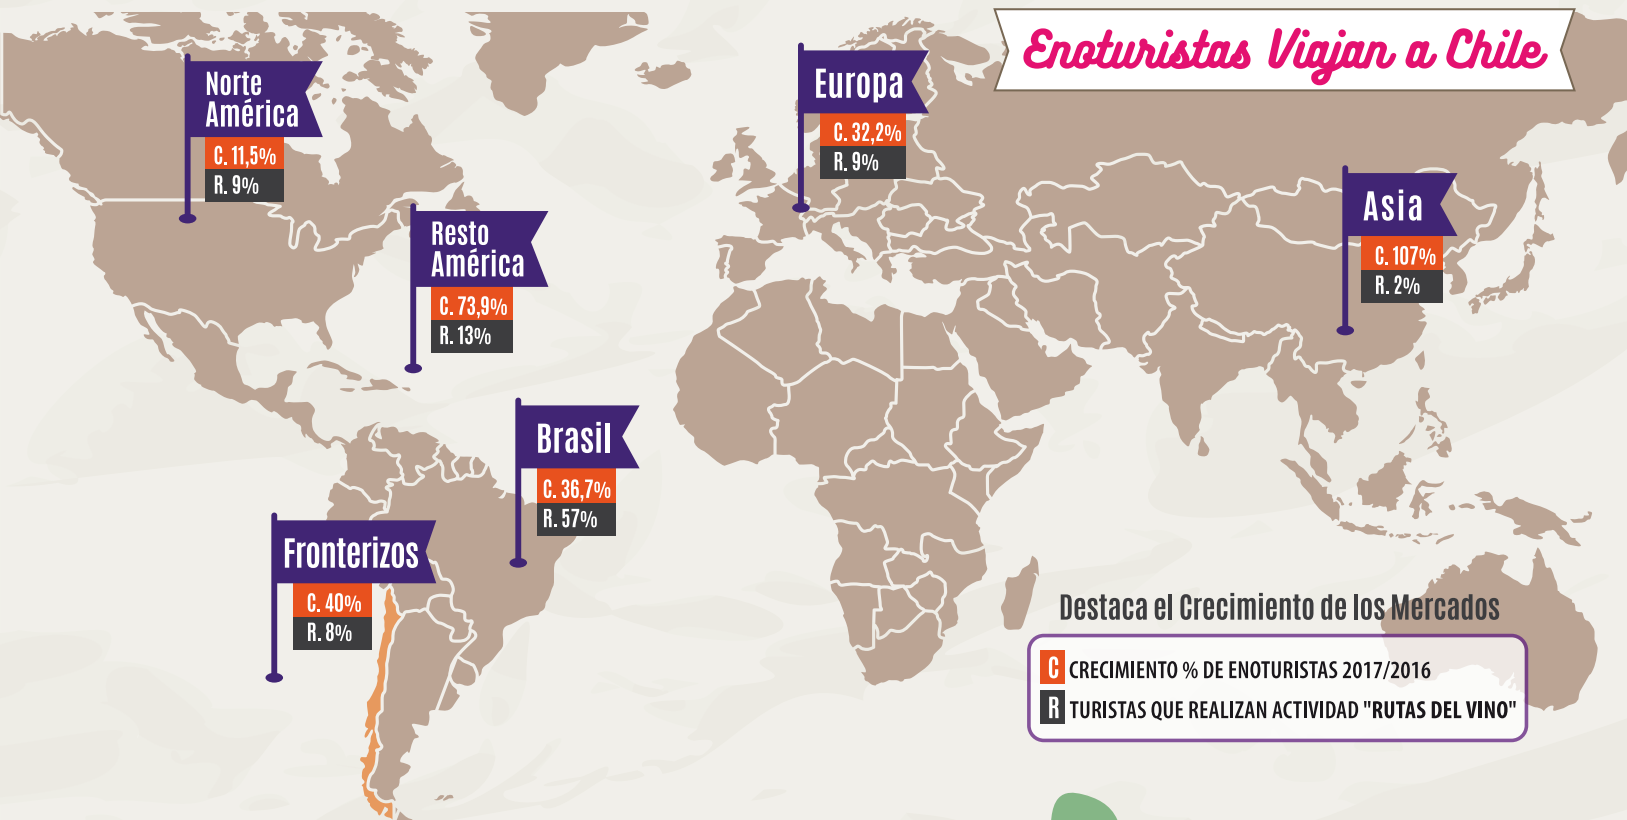 Enoturistas Viajan a Chile
Norte
América
C. 11,5%
R. 9%
Europa
C. 32,2%
R. 9%
Asia
C. 107%
R. 2%
Resto
América
C. 73,9%
R. 13%
Brasil
C. 36,7%
R. 57%
Fronterizos
C. 40%
R. 8%
Destaca el Crecimiento de los Mercados
C CRECIMIENTO % DE ENOTURISTAS 2017/2016
R TURISTAS QUE REALIZAN ACTIVIDAD "RUTAS DEL VINO"